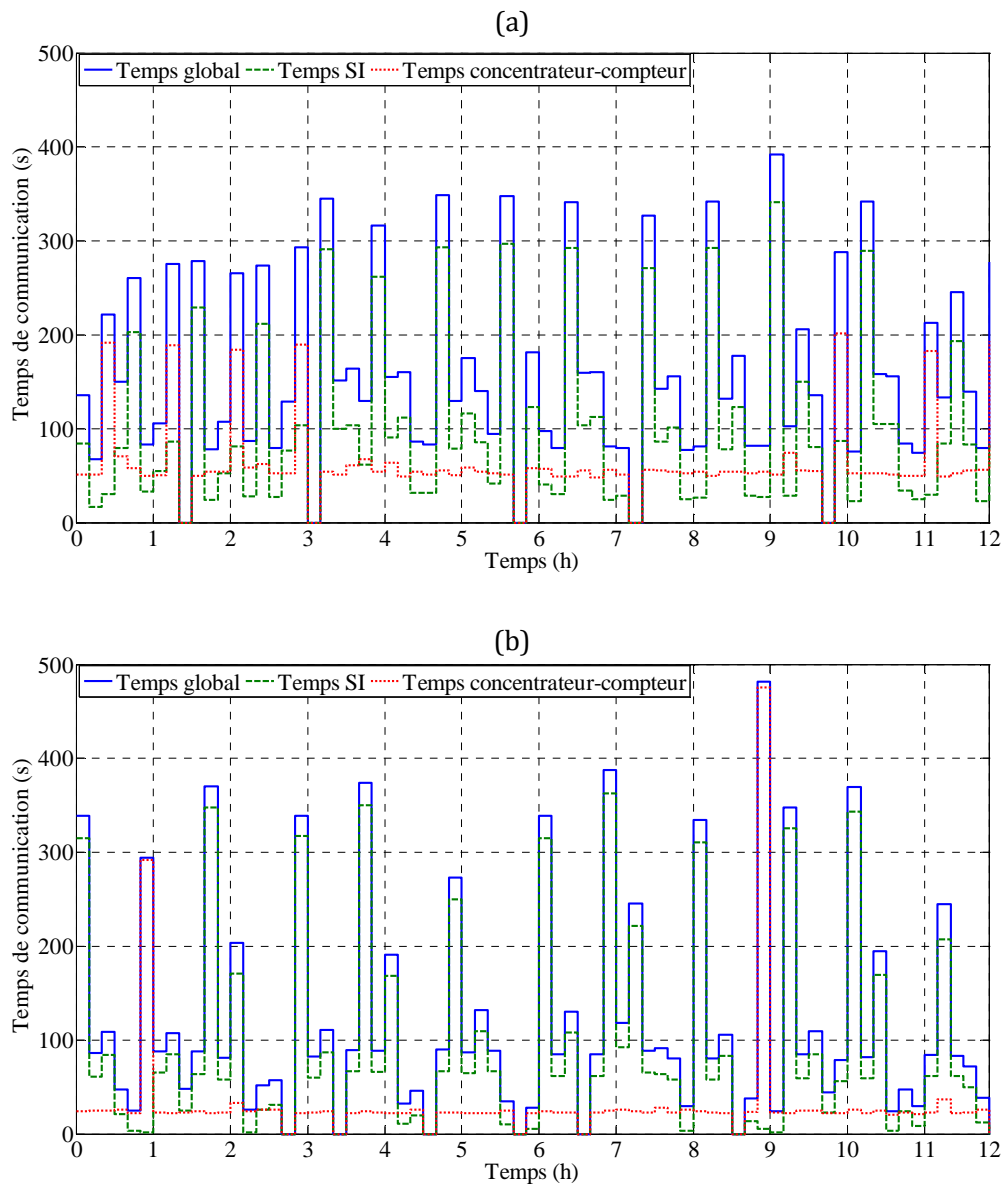 (a)
500
Temps global Temps SI Temps concentrateur-compteur
400
300
200
100
0
Temps de communication (s)
0 1 2 3 4 5 6 7 8 9 10 11 12
Temps (h)
(b)
500
Temps global Temps SI Temps concentrateur-compteur
400
300
200
100
0
Temps de communication (s)
0 1 2 3 4 5 6 7 8 9 10 11 12
Temps (h)